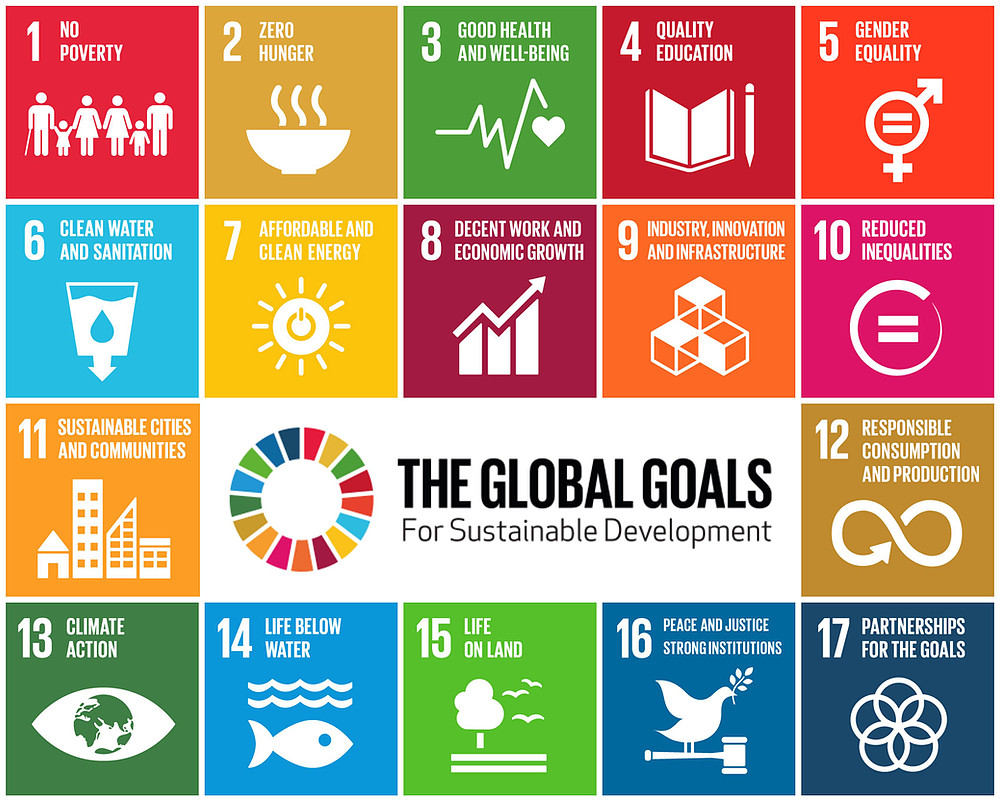 1 NO
POVERTY
2 ZERO
HUNGER
3 GOOD HEALTH
AND WELL-BEING
4 QUALITY
EDUCATION
5 GENDER
EQUALITY
6 CLEAN WATER
AND SANITATION
7 AFFORDABLE AND
CLEAN ENERGY
8 DECENT WORK AND
ECONOMIC GROWTH
9 INDUSTRY, INNOVATION
AND INFRASTRUCTURE
10 REDUCED
INEQUALITIES
11 SUSTAINABLE CITIES
AND COMMUNITIES
THE GLOBAL GOALS
For Sustainable Development
12 RESPONSIBLE
CONSUMPTION
AND PRODUCTION
13 CLIMATE
ACTION
14 LIFE BELOW
WATER
15 LIFE
ON LAND
16 PEACE AND JUSTICE
STRONG INSTITUTIONS
17 PARTNERSHIPS
FOR THE GOALS